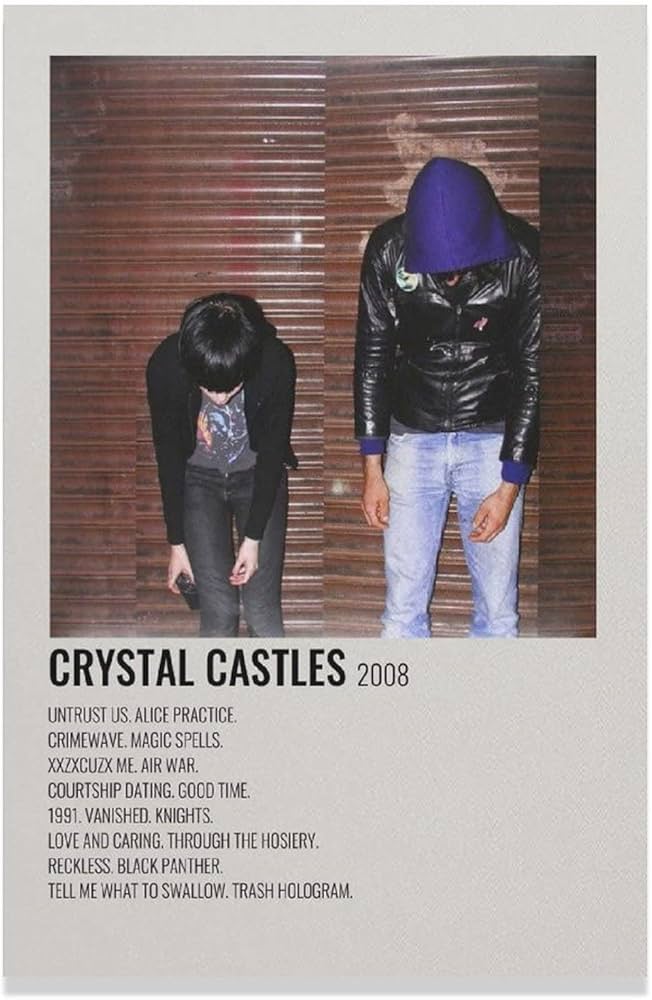 CRYSTAL CASTLES 2008
UNTRUST US. ALICE PRACTICE.
CRIMEWAVE. MAGIC SPELLS.
XXZXCUZX ME. AIR WAR.
COURTSHIP DATING. GOOD TIME.
1991. VANISHED. KNIGHTS.
LOVE AND CARING. THROUGH THE HOSIERY.
RECKLESS. BLACK PANTHER.
TELL ME WHAT TO SWALLOW. TRASH HOLOGRAM.